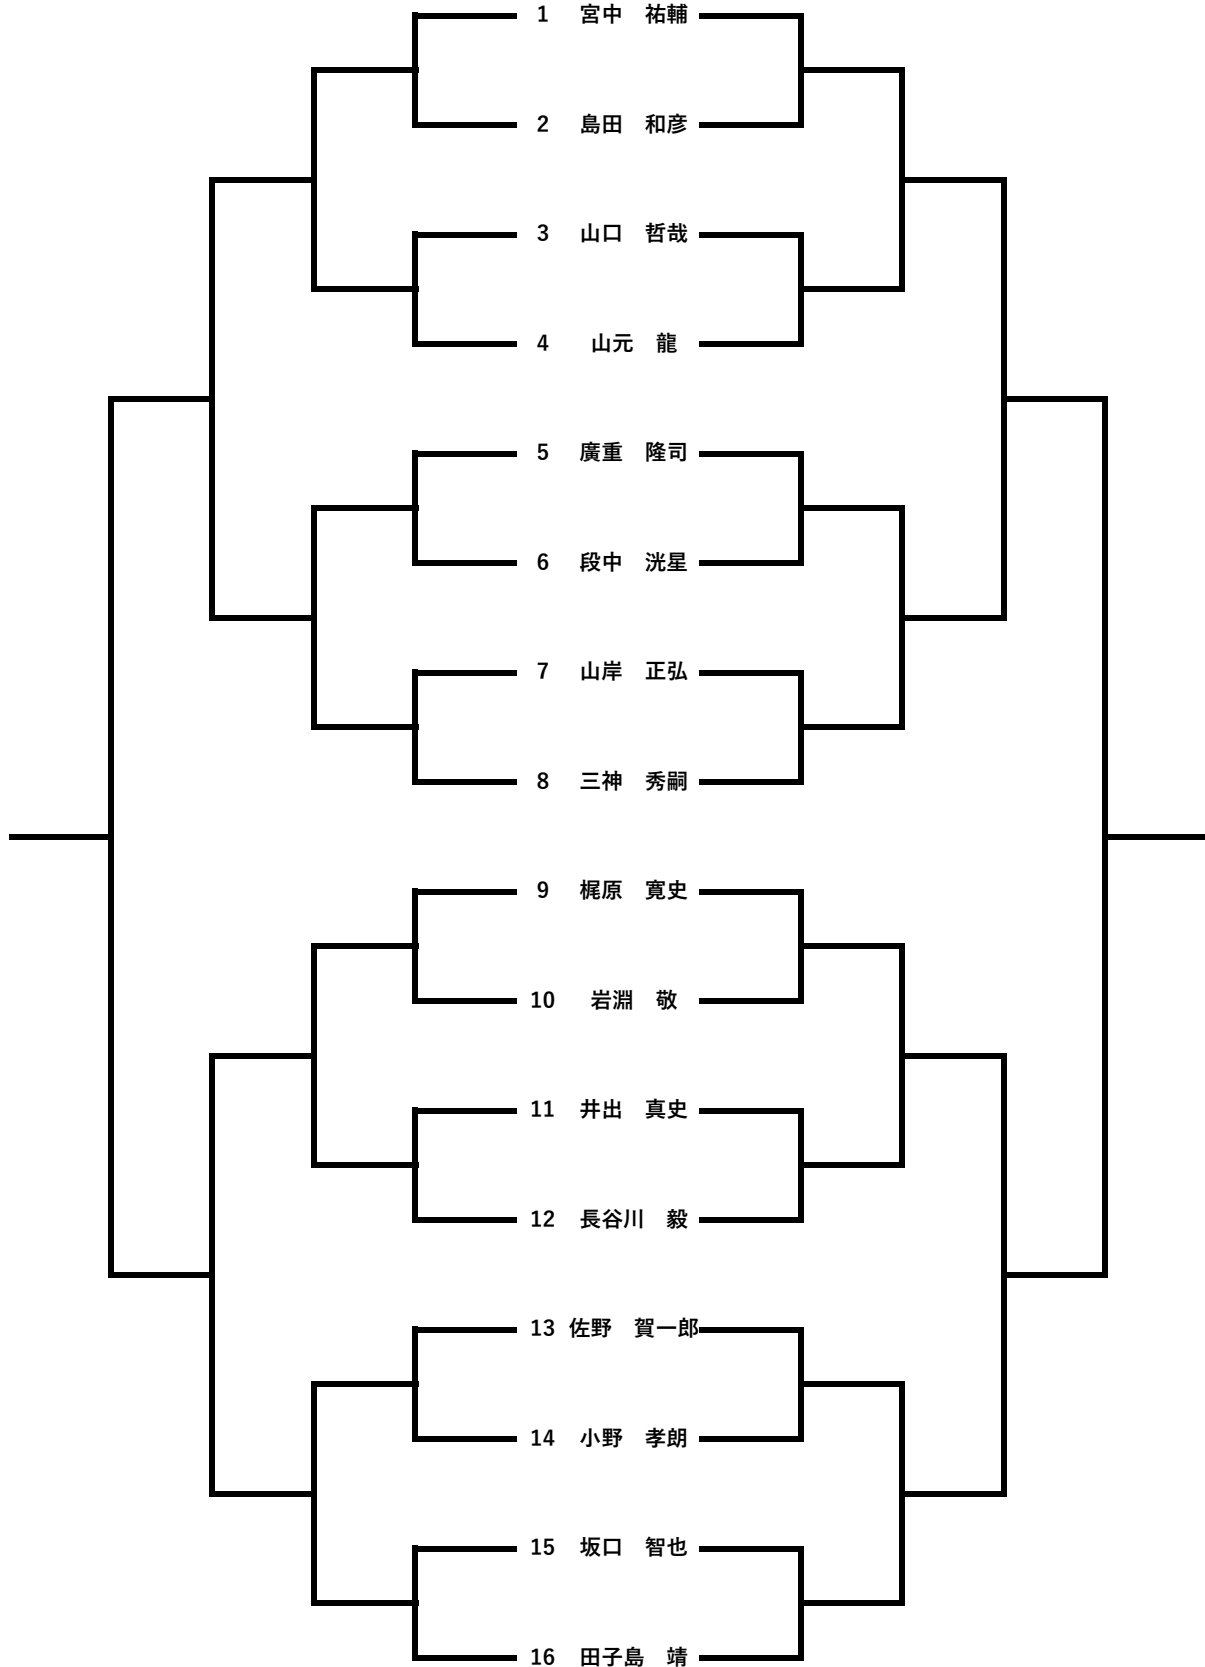 1 宮中　祐輔
2 島田　和彦
3 山口　哲哉
4 山元　龍
5 廣重　隆司
6 段中　洸星
7 山岸　正弘
8 三神　秀嗣
9 梶原　寛史
10 岩淵　敬
11 井出　真史
12 長谷川　毅
13 佐野　賀一郎
14 小野　孝朗
15 坂口　智也
16 田子島　靖